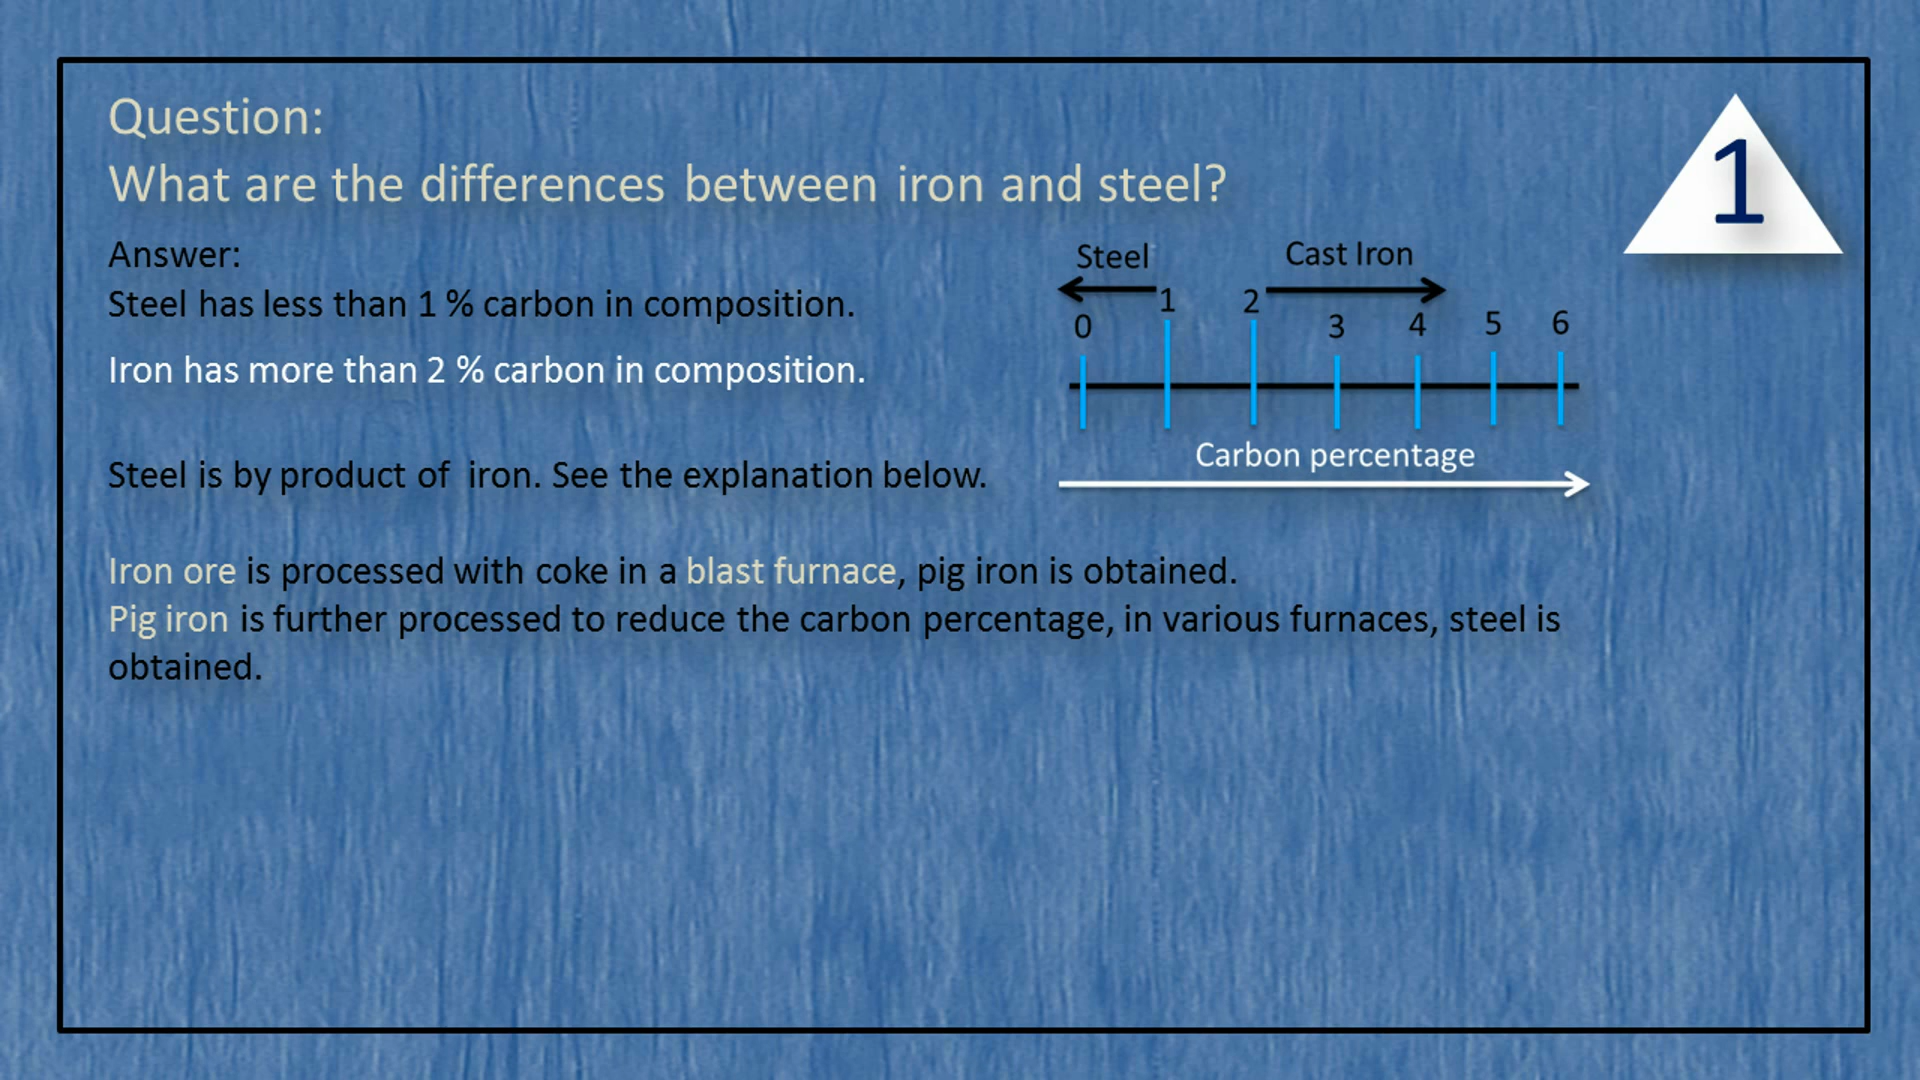 Question:
What are the differences between iron and steel?
1
Answer:
Steel has less than 1 % carbon in composition.
Iron has more than 2 % carbon in composition.
Steel is by product of iron. See the explanation below.
Steel
Cast Iron
0 1 2 3 4 5 6
Carbon percentage
Iron ore is processed with coke in a blast furnace, pig iron is obtained.
Pig iron is further processed to reduce the carbon percentage, in various furnaces, steel is
obtained.